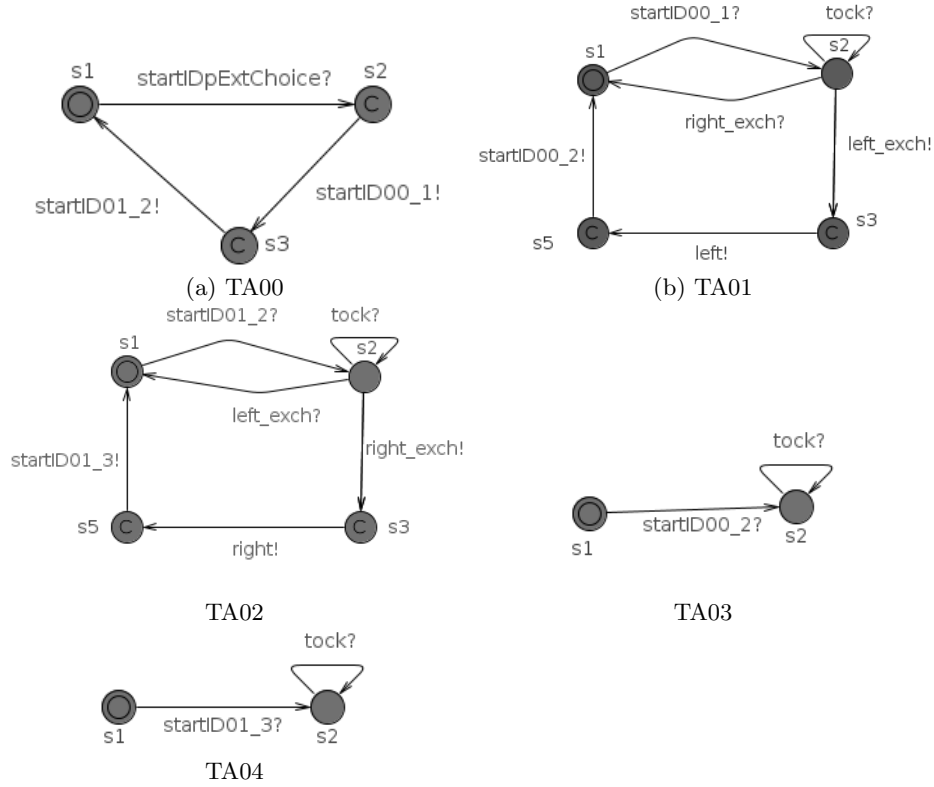 s1
startIDpExtChoice?
s2
C
startID01_2!
startID00_1!
C
s3
(a) TA00
startID00_1?
tock?
s1
s2
right_exch?
left_exch!
startID00_2!
C
C
s3
s5
left!
(b) TA01
startID01_2?
tock?
s1
s2
left_exch?
right_exch!
startID01_3!
s5
C
C
s3
right!
TA02
tock?
startID00_2?
s1
s2
TA03
tock?
startID01_3?
s1
s2
TA04